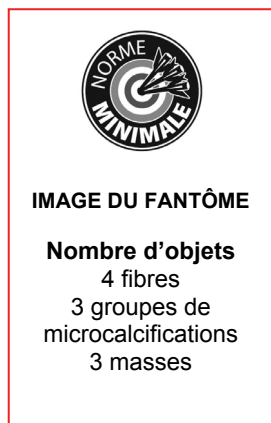 NORME
MINIMALE
IMAGE DU FANTÔME
Nombre d'objets
4 fibres
3 groupes de
microcalcifications
3 masses